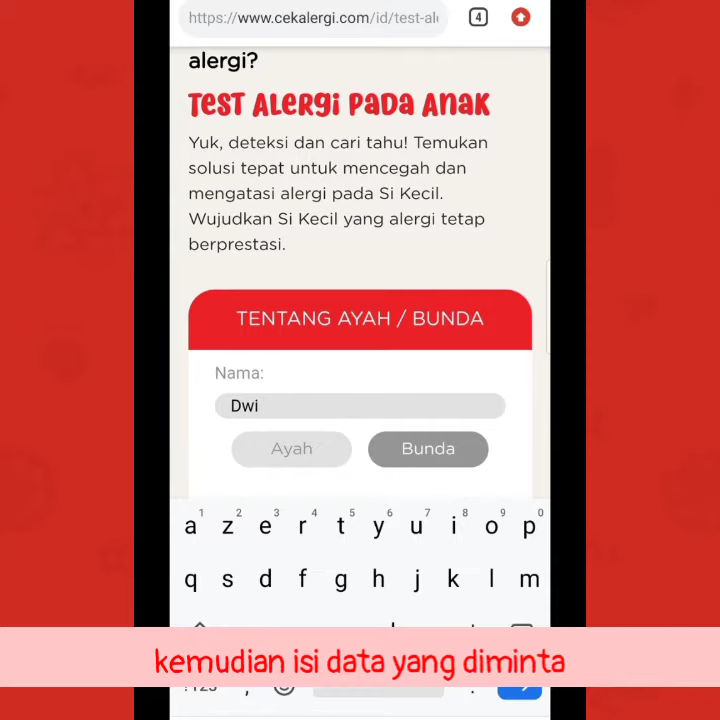 https://www.cekalergi.com/id/test-al
4
alergi?
Test Alergi Pada Anak
Yuk, deteksi dan cari tahu! Temukan
solusi tepat untuk mencegah dan
mengatasi alergi pada Si Kecil.
Wujudkan Si Kecil yang alergi tetap
berprestasi.
TENTANG AYAH / BUNDA
Nama:
Dwi
Ayah Bunda
1 2 3 4 5 6 7 8 9 0
a z e r t y u i o p
q s d f g h j k l m
kemudian isi data yang diminta